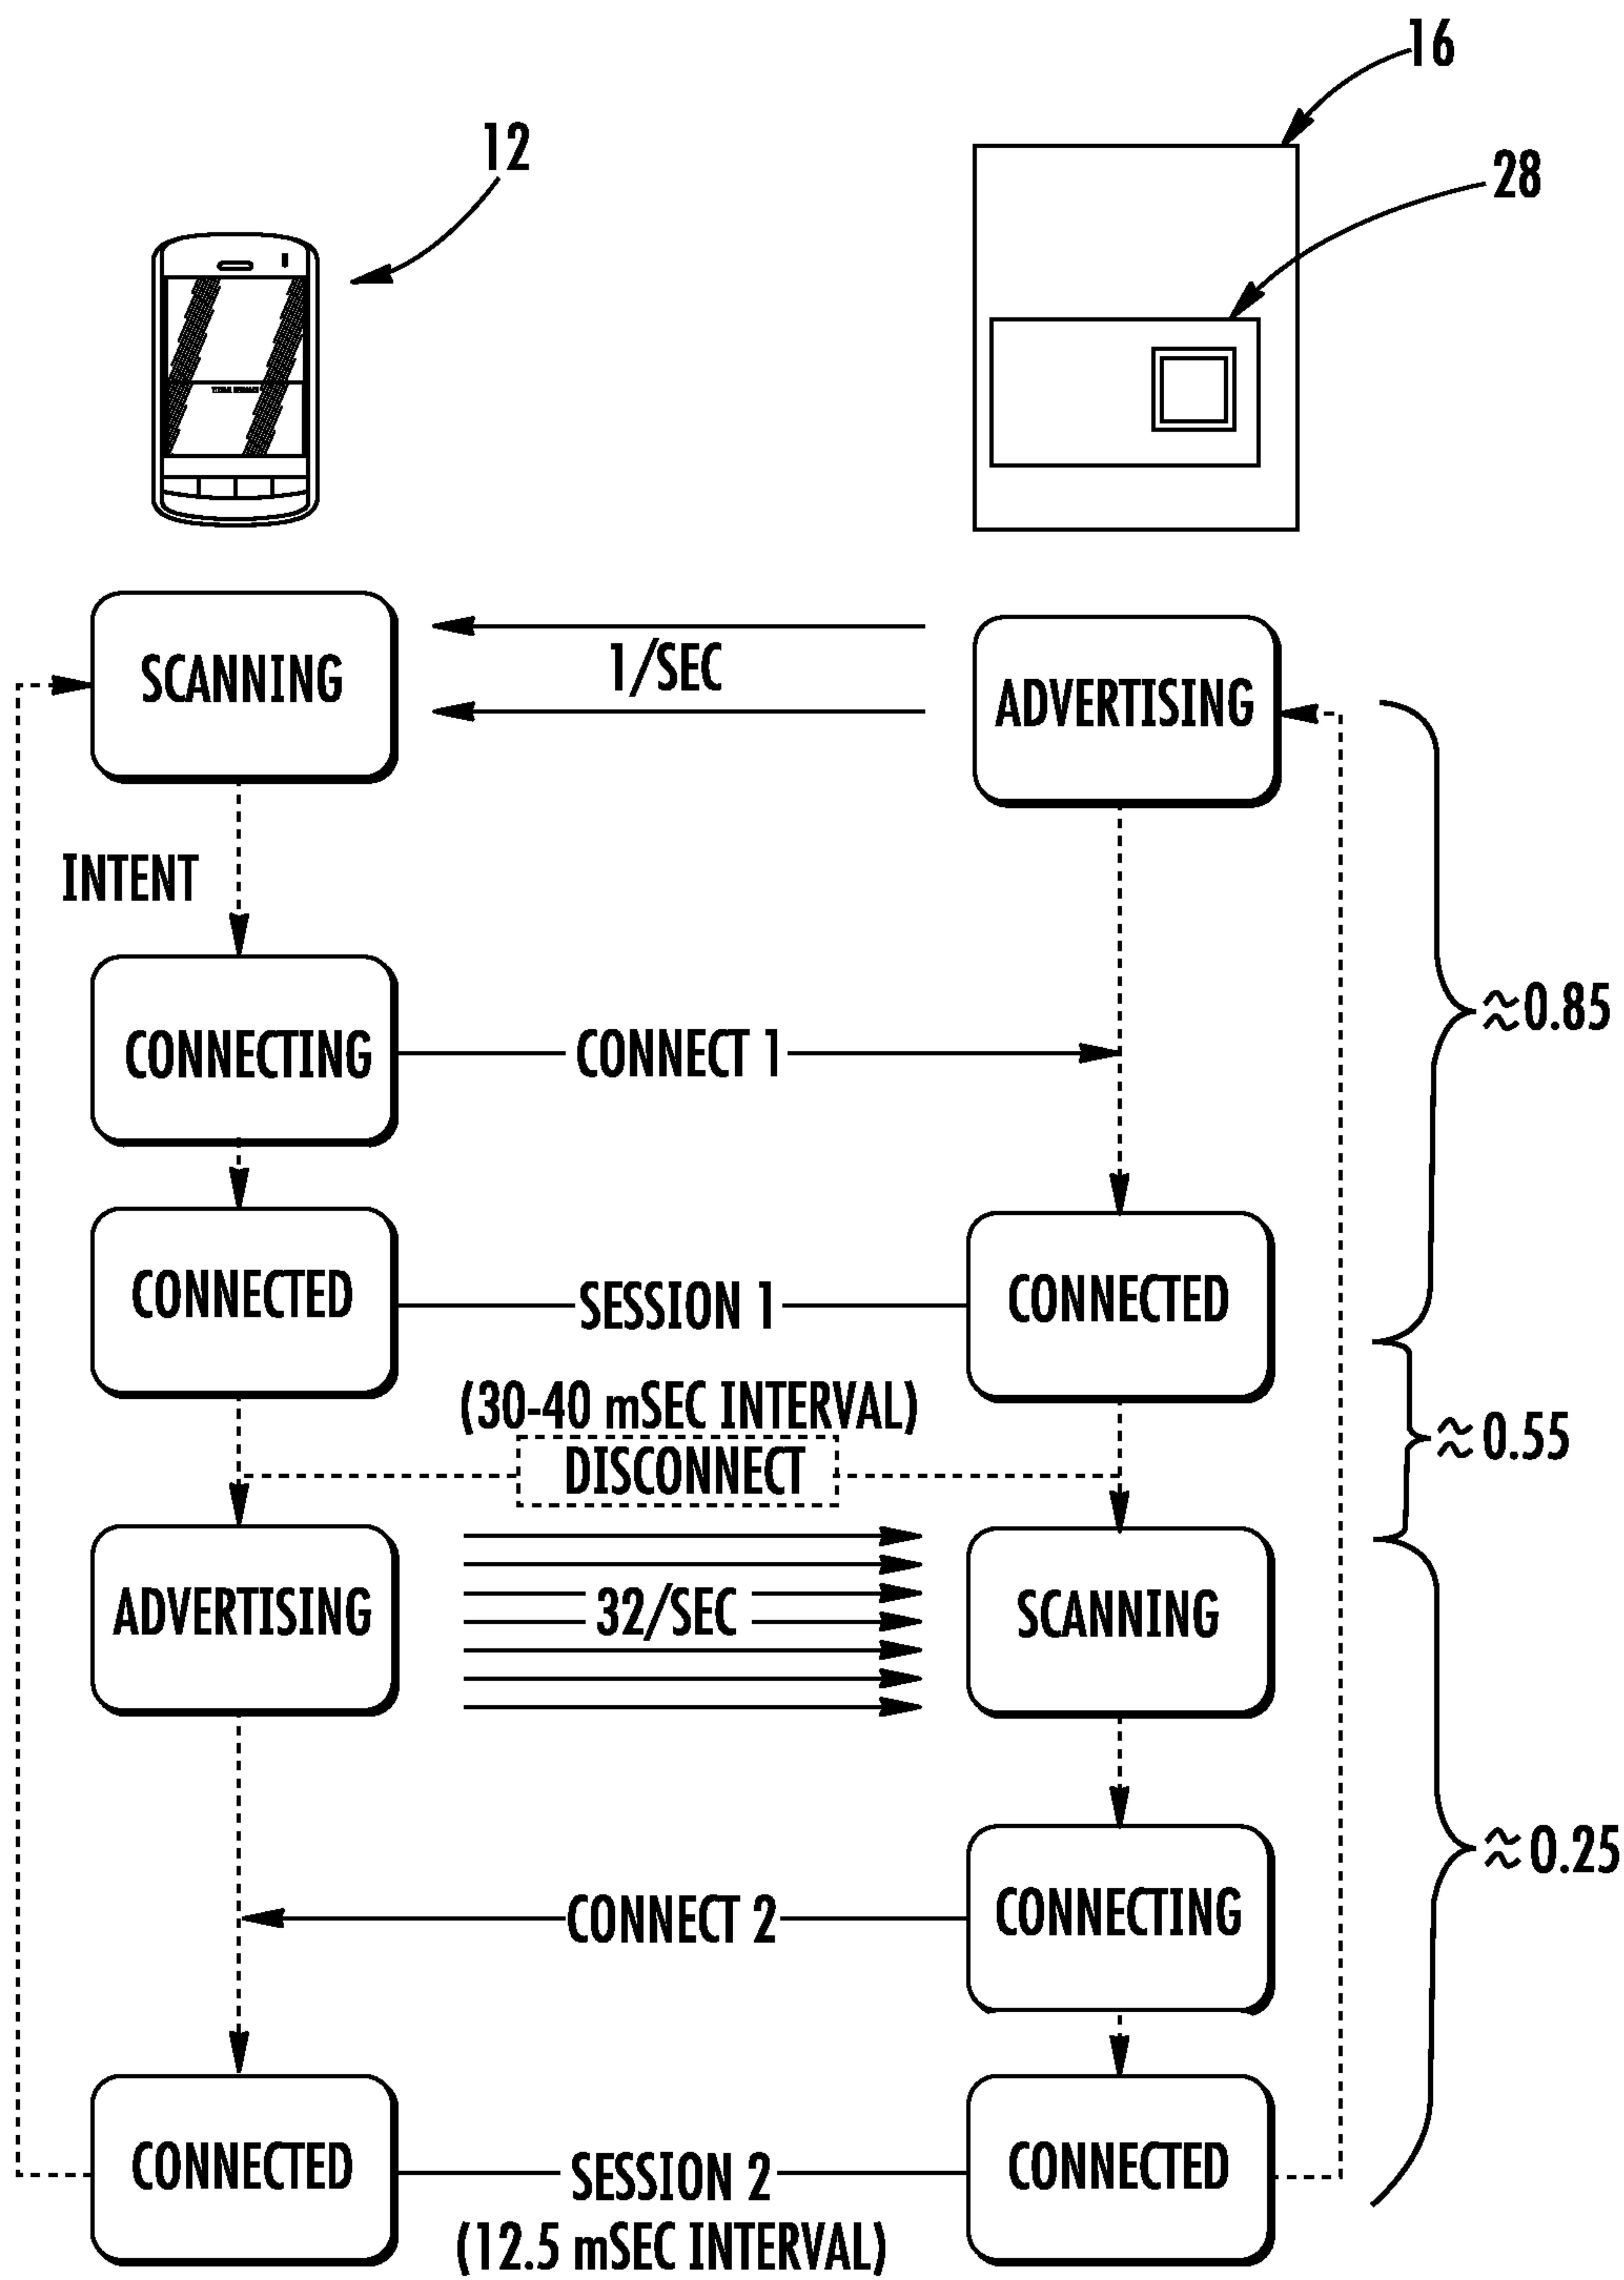 16
12
28
SCANNING
1/SEC
ADVERTISING
INTENT
≈0.85
CONNECTING
CONNECT 1
CONNECTED
SESSION 1
CONNECTED
(30-40 mSEC INTERVAL)
≈0.55
DISCONNECT
ADVERTISING
32/SEC
SCANNING
≈0.25
CONNECT 2
CONNECTING
CONNECTED
SESSION 2
CONNECTED
(12.5 mSEC INTERVAL)